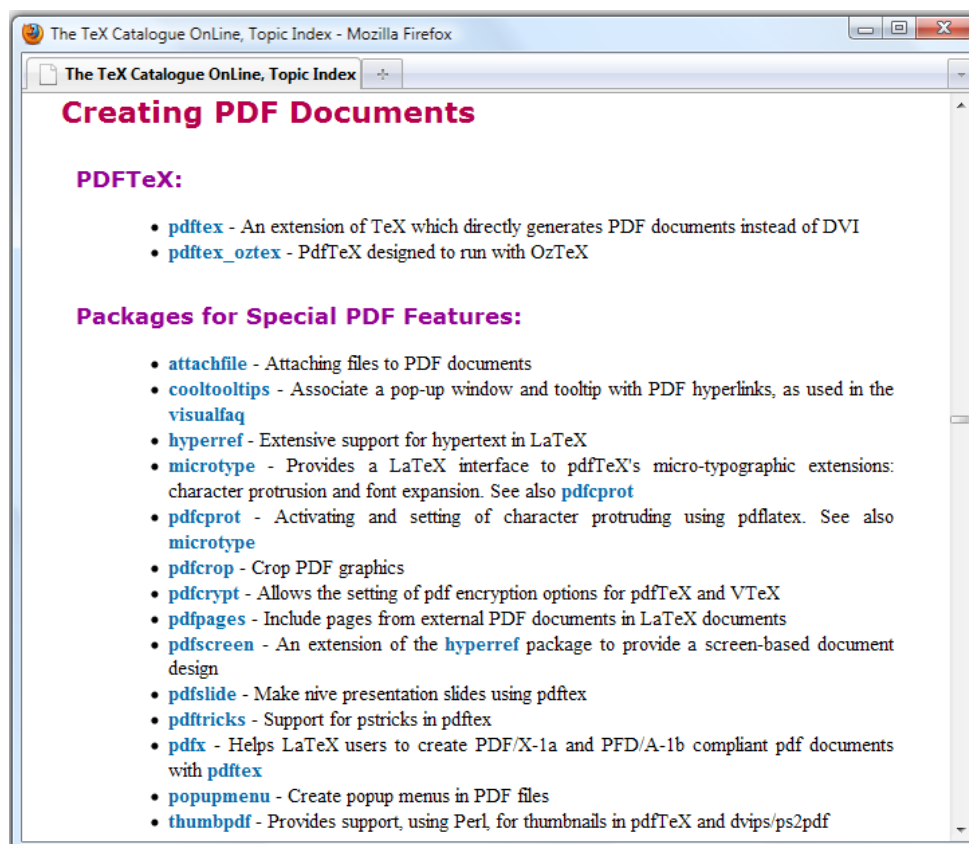 The TeX Catalogue OnLine, Topic Index - Mozilla Firefox
The TeX Catalogue OnLine, Topic Index
Creating PDF Documents
PDFTeX:
• pdftex - An extension of TeX which directly generates PDF documents instead of DVI
• pdftex_oztex - PdfTeX designed to run with OzTeX
Packages for Special PDF Features:
• attachfile - Attaching files to PDF documents
• cooltooltips - Associate a pop-up window and tooltip with PDF hyperlinks, as used in the
visualfaq
• hyperref - Extensive support for hypertext in LaTeX
• microtype - Provides a LaTeX interface to pdfTeX's micro-typographic extensions:
character protrusion and font expansion. See also pdfcprot
• pdfcprot - Activating and setting of character protruding using pdflatex. See also
microtype
• pdfcrop - Crop PDF graphics
• pdfcrypt - Allows the setting of pdf encryption options for pdfTeX and VTeX
• pdfpages - Include pages from external PDF documents in LaTeX documents
• pdfscreen - An extension of the hyperref package to provide a screen-based document
design
• pdfslide - Make nive presentation slides using pdftex
• pdftricks - Support for pstricks in pdftex
• pdfx - Helps LaTeX users to create PDF/X-1a and PFD/A-1b compliant pdf documents
with pdftex
• popupmenu - Create popup menus in PDF files
• thumbpdf - Provides support, using Perl, for thumbnails in pdfTeX and dvips/ps2pdf